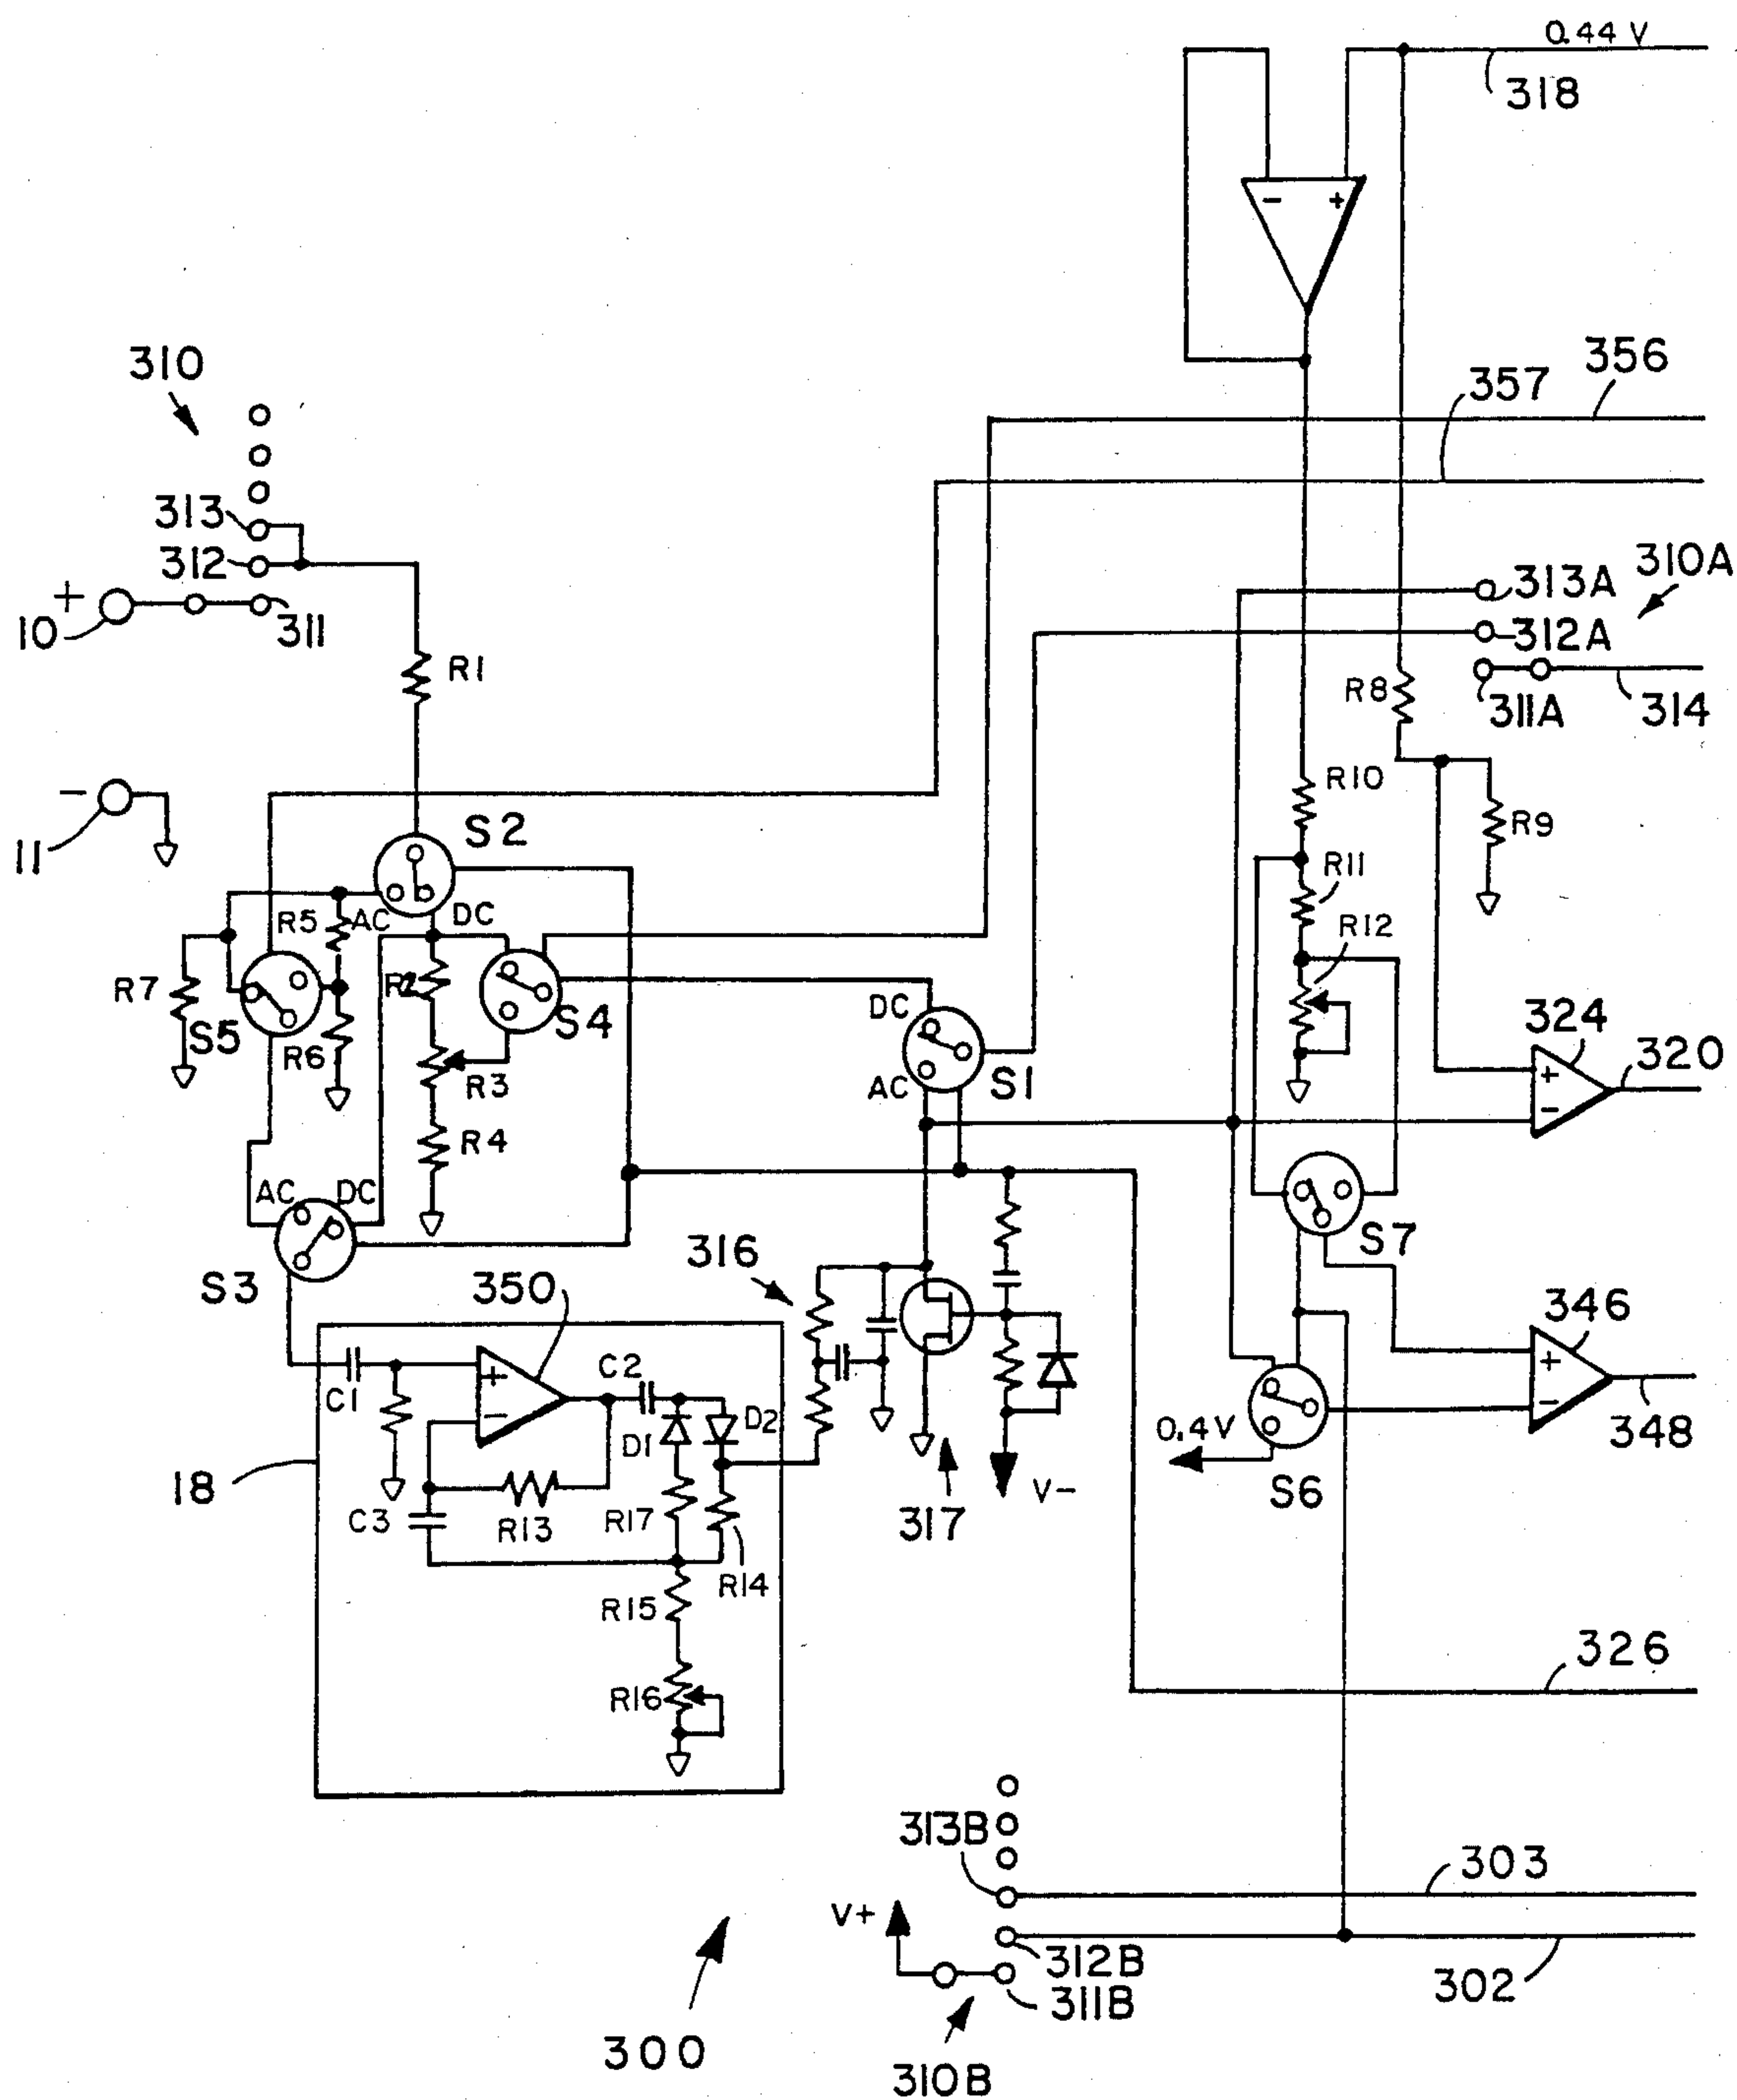 0.44 V
318
- +
310
356
357
313
312
+
10
311
310A
313A
312A
311A
314
R1
R8
-
11
R10
R9
S2
R11
R5
AC
DC
R12
R7
S5
R6
S4
324
320
DC
AC
S1
+
-
R3
R4
AC DC
S3
316
S7
350
346
348
+
-
C1
C2
D1
D2
+
-
0.4V
S6
18
C3
R13
R17
R14
317
V-
R15
326
R16
313B
303
V+
312B
302
311B
300
310B